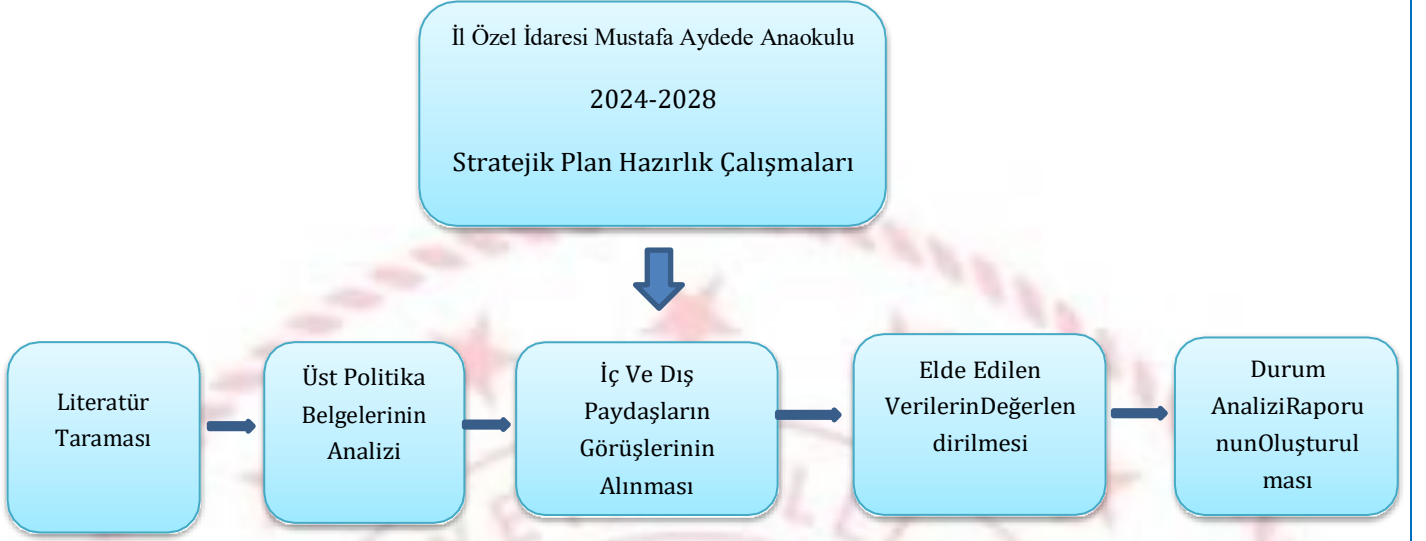 İl Özel İdaresi Mustafa Aydede Anaokulu
2024-2028
Stratejik Plan Hazırlık Çalışmaları
Literatür
Taraması
Üst Politika
Belgelerinin
Analizi
İç Ve Dış
Paydaşların
Görüşlerinin
Alınması
Elde Edilen
VerilerinDeğerlen
dirilmesi
Durum
AnaliziRaporu
nunOluşturul
ması